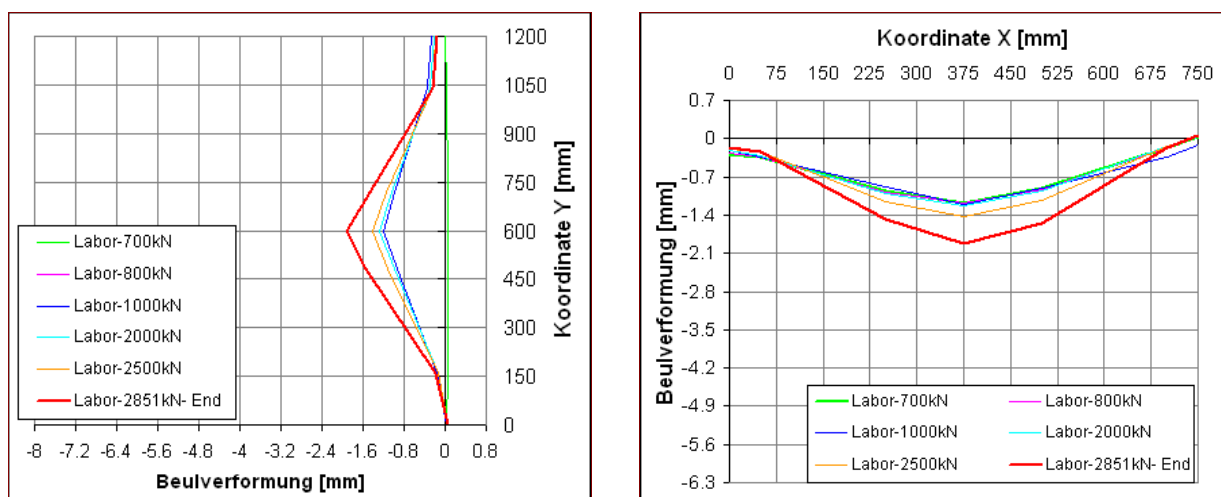 1200
1050
900
750
600
450
300
150
0
Koordinate Y [mm]
Labor-700kN
Labor-800kN
Labor-1000kN
Labor-2000kN
Labor-2500kN
Labor-2851kN- End
-8 -7.2 -6.4 -5.6 -4.8 -4 -3.2 -2.4 -1.6 -0.8 0 0.8
Beulverformung [mm]
Koordinate X [mm]
0 75 150 225 300 375 450 525 600 675 750
0.7
0
-0.7
-1.4
-2.1
-2.8
-3.5
-4.2
-4.9
-5.6
-6.3
Beulverformung [mm]
Labor-700kN Labor-800kN
Labor-1000kN Labor-2000kN
Labor-2500kN Labor-2851kN- End